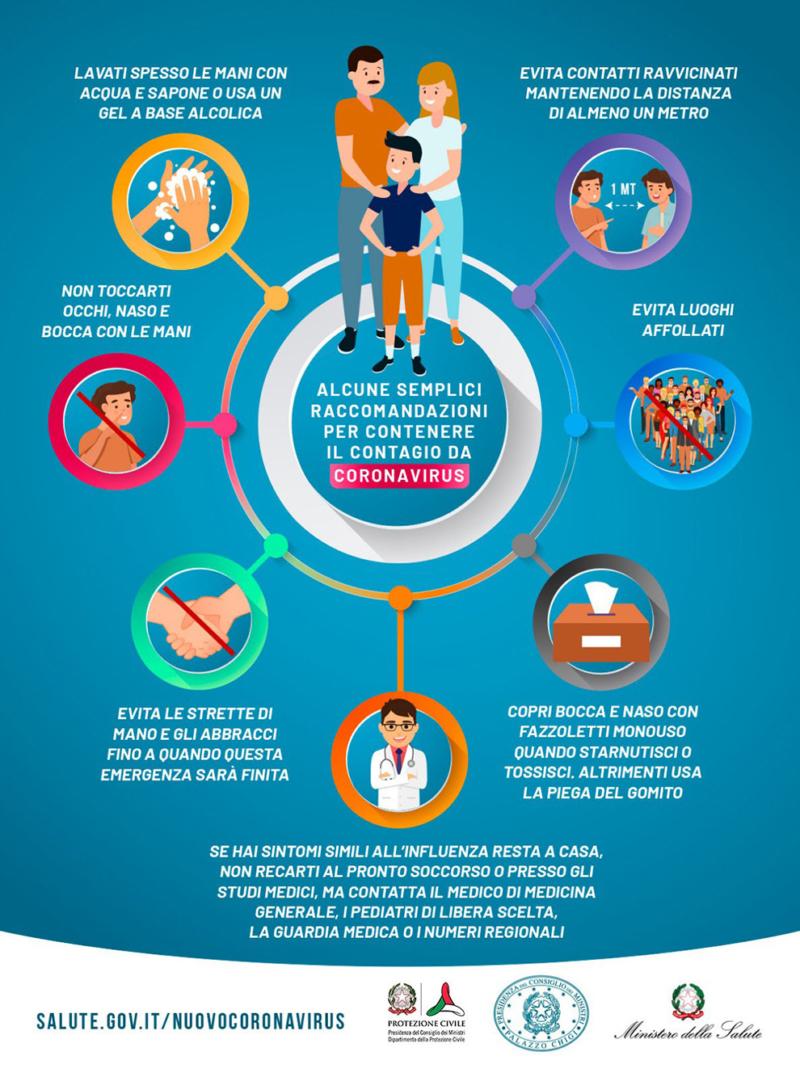 LAVATI SPESSO LE MANI CON
ACQUA E SAPONE O USA UN
GEL A BASE ALCOLICA
EVITA CONTATTI RAVVICINATI
MANTENENDO LA DISTANZA
DI ALMENO UN METRO
1 MT
NON TOCCARTI
OCCHI, NASO E
BOCCA CON LE MANI
EVITA LUOGHI
AFFOLLATI
ALCUNE SEMPLICI
RACCOMANDAZIONI
PER CONTENERE
IL CONTAGIO DA
CORONAVIRUS
EVITA LE STRETTE DI
MANO E GLI ABBRACCI
FINO A QUANDO QUESTA
EMERGENZA SARÀ FINITA
COPRI BOCCA E NASO CON
FAZZOLETTI MONOUSO
QUANDO STARNUTISCI O
TOSSISCI. ALTRIMENTI USA
LA PIEGA DEL GOMITO
SE HAI SINTOMI SIMILI ALL'INFLUENZA RESTA A CASA,
NON RECARTI AL PRONTO SOCCORSO O PRESSO GLI
STUDI MEDICI, MA CONTATTA IL MEDICO DI MEDICINA
GENERALE, I PEDIATRI DI LIBERA SCELTA,
LA GUARDIA MEDICA O I NUMERI REGIONALI
SALUTE.GOV.IT/NUOVOCORONAVIRUS
PROTEZIONE CIVILE
Presidenza del Consiglio dei Ministri
Dipartimento della Protezione Civile
PRESIDENZA DEL CONSIGLIO DEI MINISTRI
PALAZZO CHIGI
Ministero della Salute